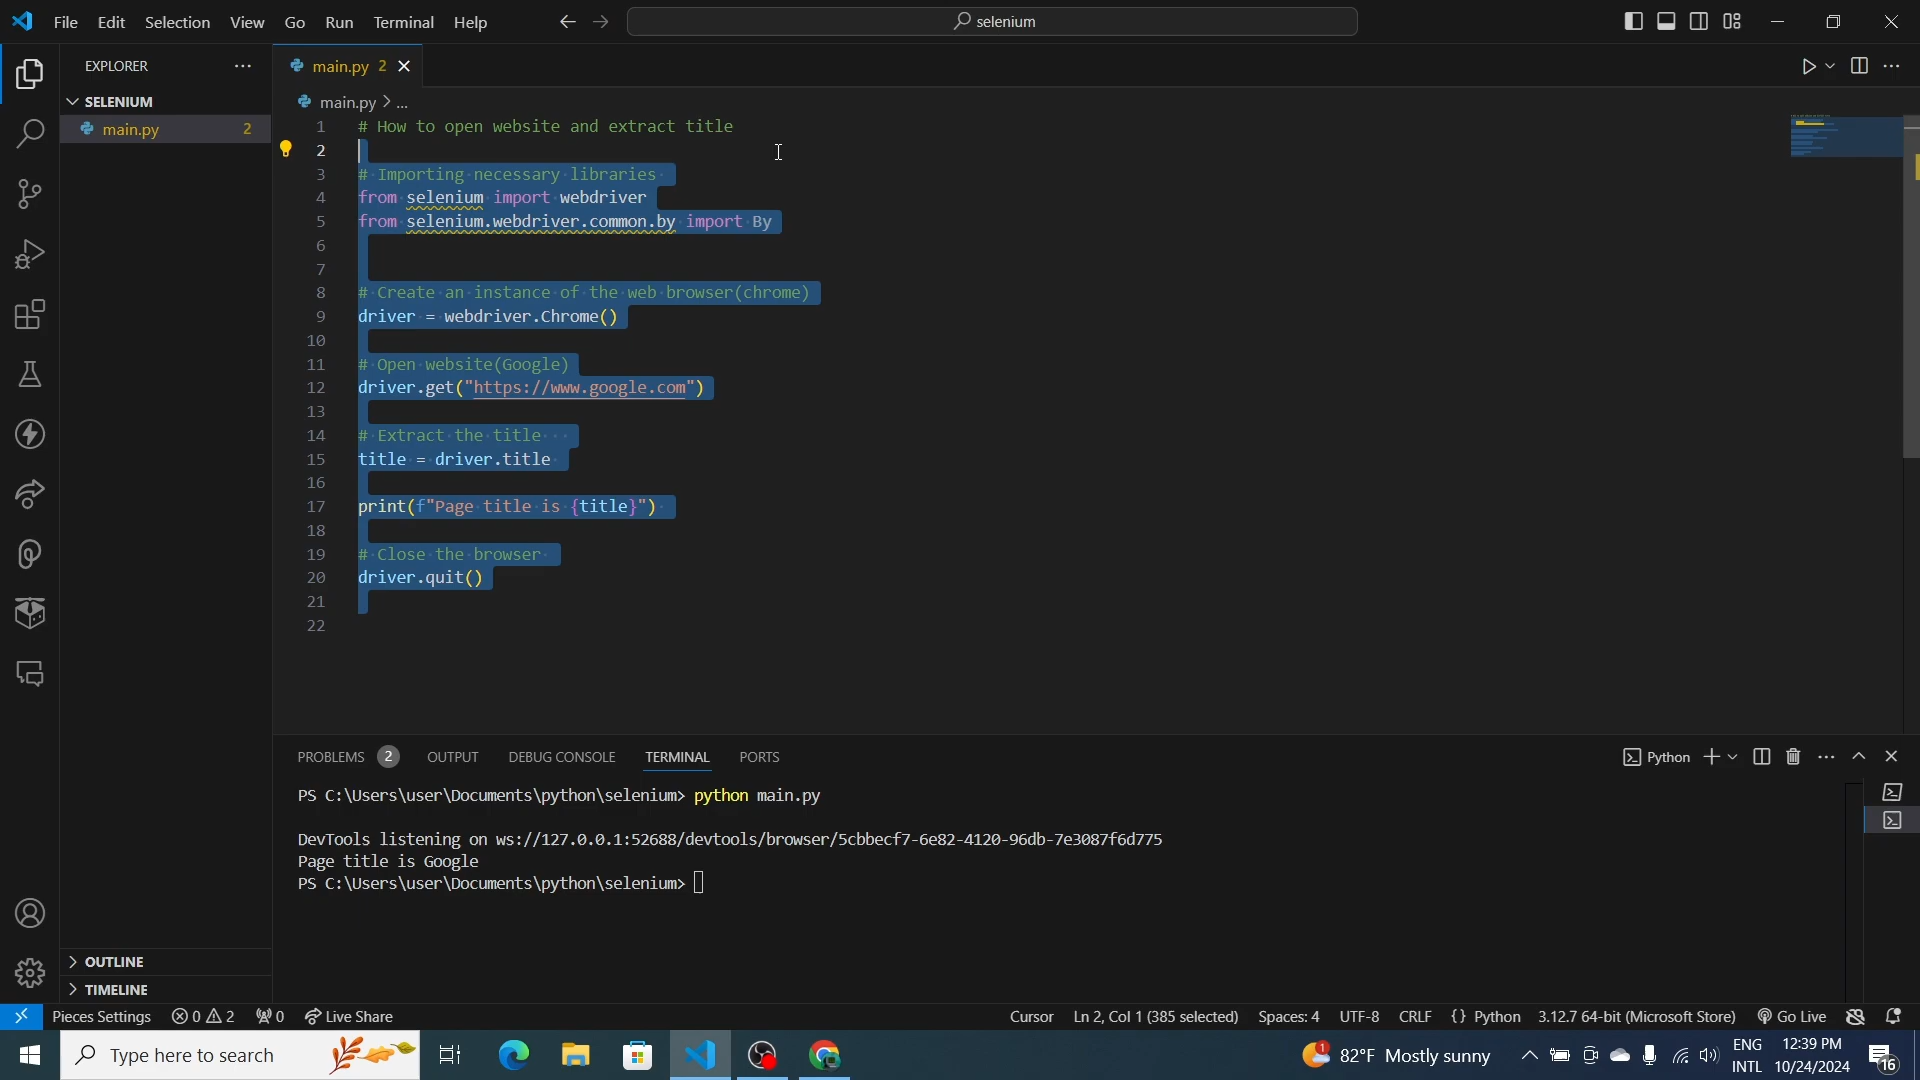 File Edit Selection View Go Run Terminal Help
selenium
EXPLORER
SELENIUM
main.py 2
main.py 2
main.py > ...
1 # How to open website and extract title
2
3 # Importing necessary libraries
4 from selenium import webdriver
5 from selenium.webdriver.common.by import By
6
7
8 # Create an instance of the web browser(chrome)
9 driver = webdriver.Chrome()
10
11 # Open website(Google)
12 driver.get("https://www.google.com")
13
14 # Extract the title
15 title = driver.title
16
17 print(f"Page title is {title}")
18
19 # Close the browser
20 driver.quit()
21
22
PROBLEMS 2 OUTPUT DEBUG CONSOLE TERMINAL PORTS
Python
PS C:\Users\user\Documents\python\selenium> python main.py
DevTools listening on ws://127.0.0.1:52688/devtools/browser/5cbbecf7-6e82-4120-96db-7e3087f6d775
Page title is Google
PS C:\Users\user\Documents\python\selenium>
OUTLINE
TIMELINE
Pieces Settings 0 2 0 Live Share
Cursor Ln 2, Col 1 (385 selected) Spaces: 4 UTF-8 CRLF {} Python 3.12.7 64-bit (Microsoft Store) Go Live
Type here to search
1 82°F Mostly sunny
ENG
INTL
12:39 PM
10/24/2024
16